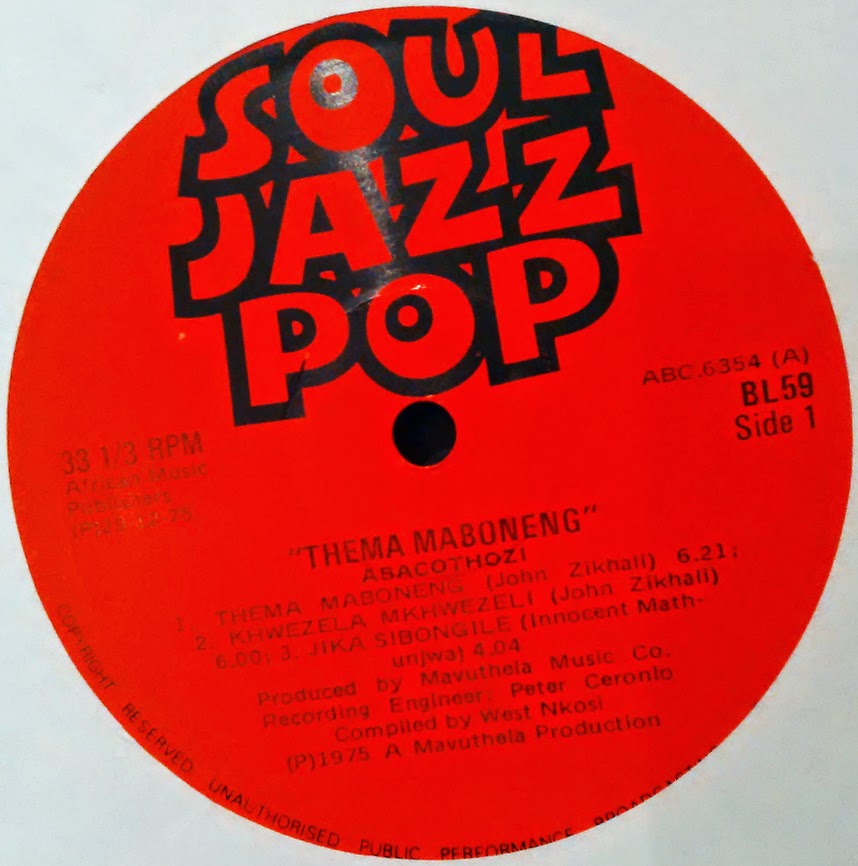 SOUL
JAZZ
POP
ABC.6354 (A)
BL59
Side 1
33 1/3 RPM
African Music
Publishers
"THEMA MABONENG"
ABACOTHOZI
1. THEMA MABONENG (John Zikhali) 6.21;
2. KHWEZELA MKHWEZELI (John Zikhali)
6.00; 3. JIKA SIBONGILE (Innocent Math-
unjwa) 4.04
Produced by Mavuthela Music Co.
Recording Engineer: Peter Ceronio
Compiled by West Nkosi
(P)1975 A Mavuthela Production
COPYRIGHT RESERVED UNAUTHORISED PUBLIC PERFORMANCE